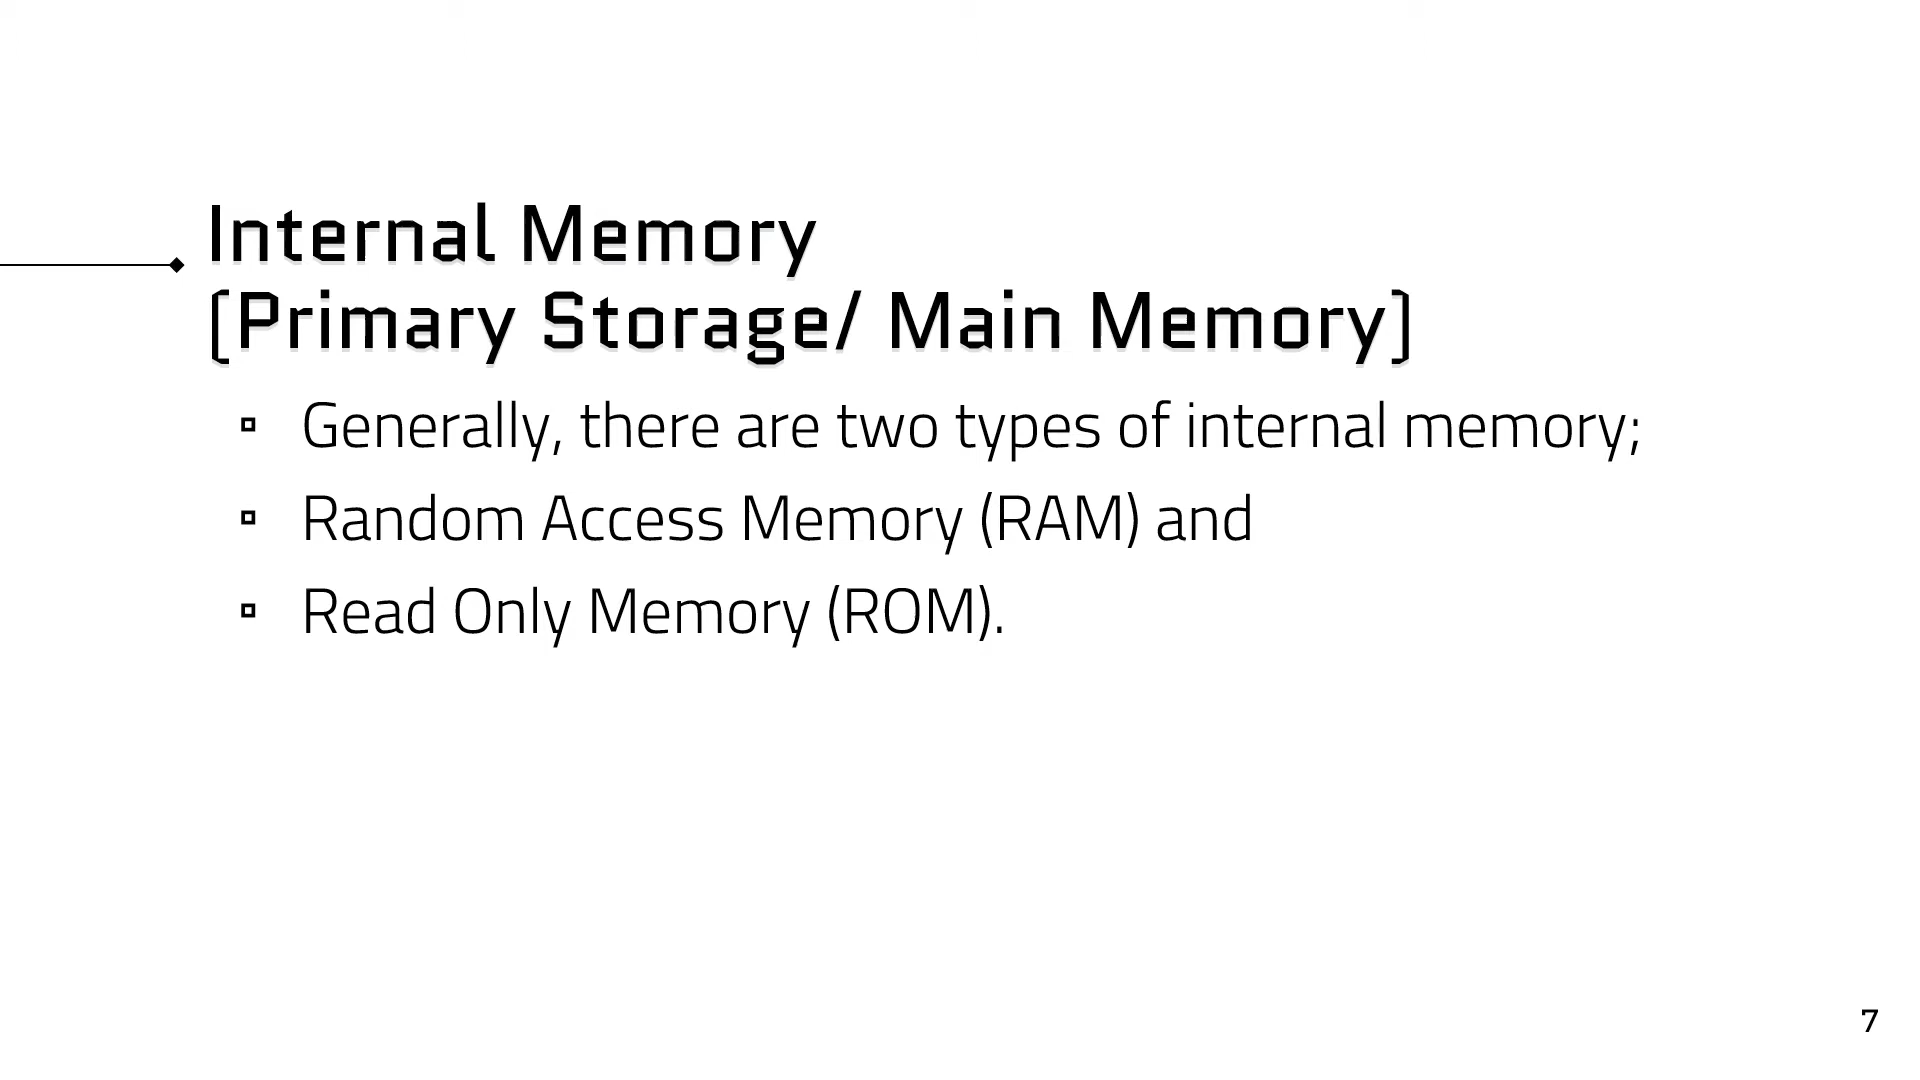 Internal Memory
(Primary Storage/ Main Memory)
▫ Generally, there are two types of internal memory;
▫ Random Access Memory (RAM) and
▫ Read Only Memory (ROM).
7